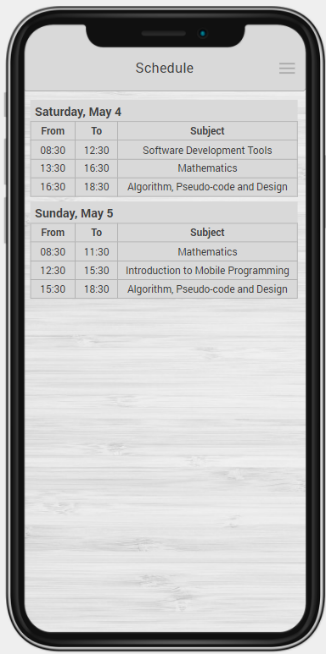 Schedule
Saturday, May 4
From To Subject
08:30 12:30 Software Development Tools
13:30 16:30 Mathematics
16:30 18:30 Algorithm, Pseudo-code and Design
Sunday, May 5
From To Subject
08:30 11:30 Mathematics
12:30 15:30 Introduction to Mobile Programming
15:30 18:30 Algorithm, Pseudo-code and Design